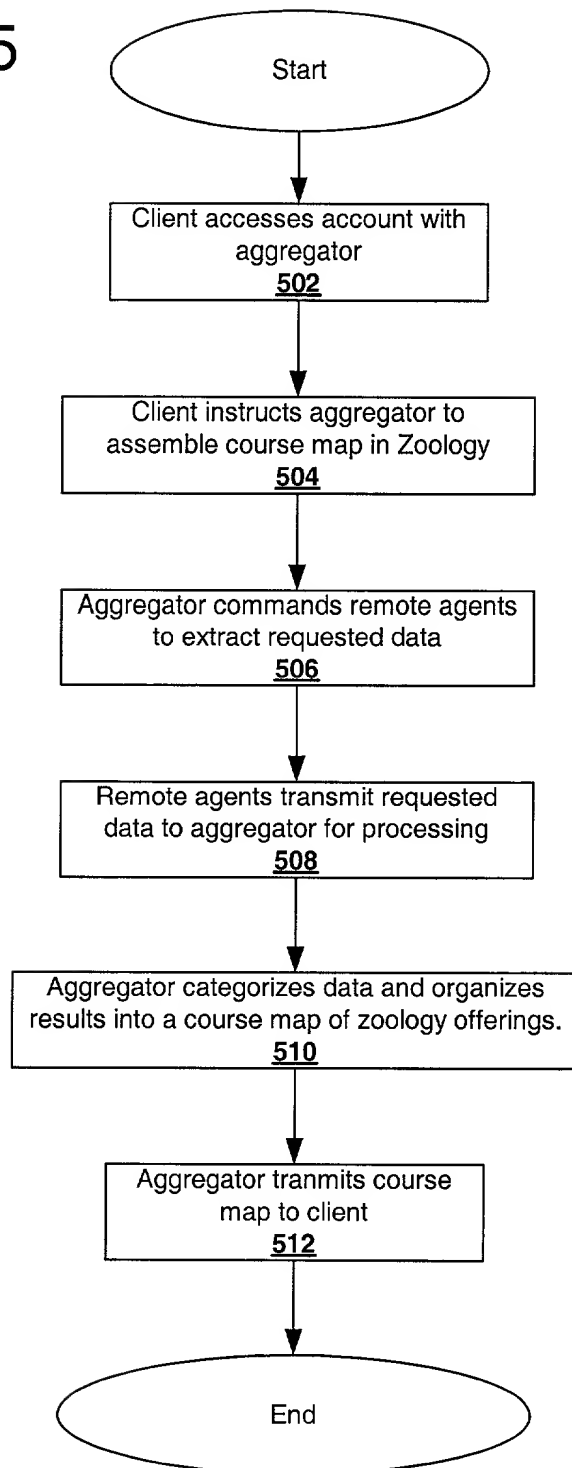 5
Start
Client accesses account with
aggregator
502
Client instructs aggregator to
assemble course map in Zoology
504
Aggregator commands remote agents
to extract requested data
506
Remote agents transmit requested
data to aggregator for processing
508
Aggregator categorizes data and organizes
results into a course map of zoology offerings.
510
Aggregator tranmits course
map to client
512
End